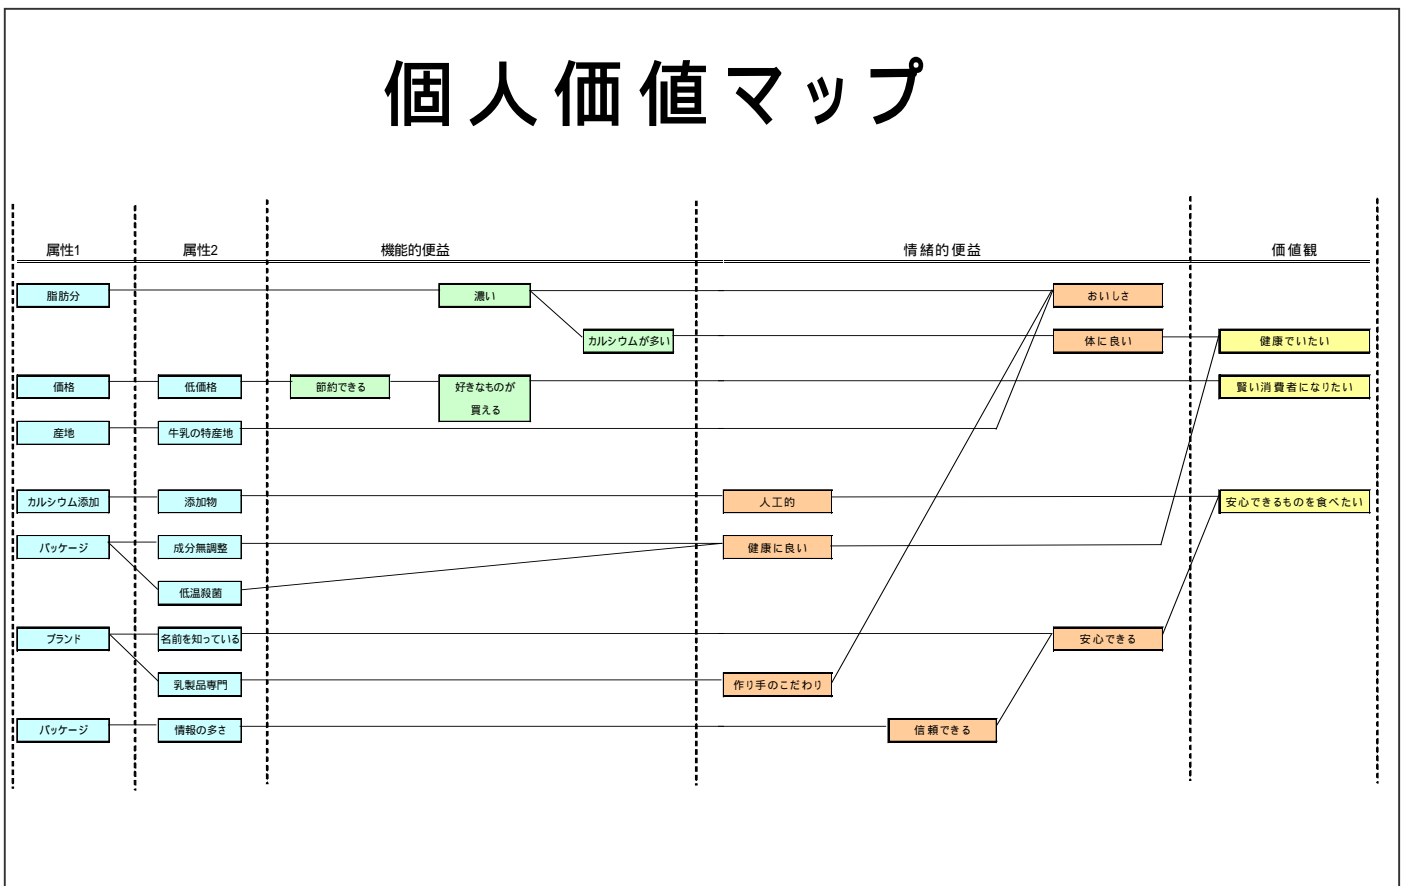 個人価値マップ
属性1 属性2 機能的便益 情緒的便益 価値観
脂肪分 濃い おいしさ
カルシウムが多い 体に良い 健康でいたい
価格 低価格 節約できる 好きなものが 賢い消費者になりたい
買える
産地 牛乳の特産地
カルシウム添加 添加物 人工的 安心できるものを食べたい
パッケージ 成分無調整 健康に良い
低温殺菌
ブランド 名前を知っている 安心できる
乳製品専門 作り手のこだわり
パッケージ 情報の多さ 信頼できる